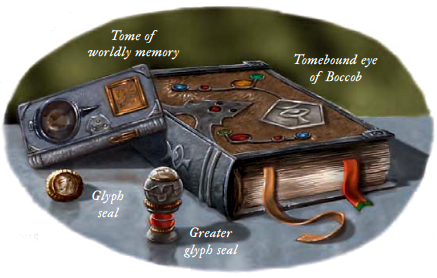 Tome of
worldly memory
Tomebound eye
of Boccob
Glyph
seal
Greater
glyph seal